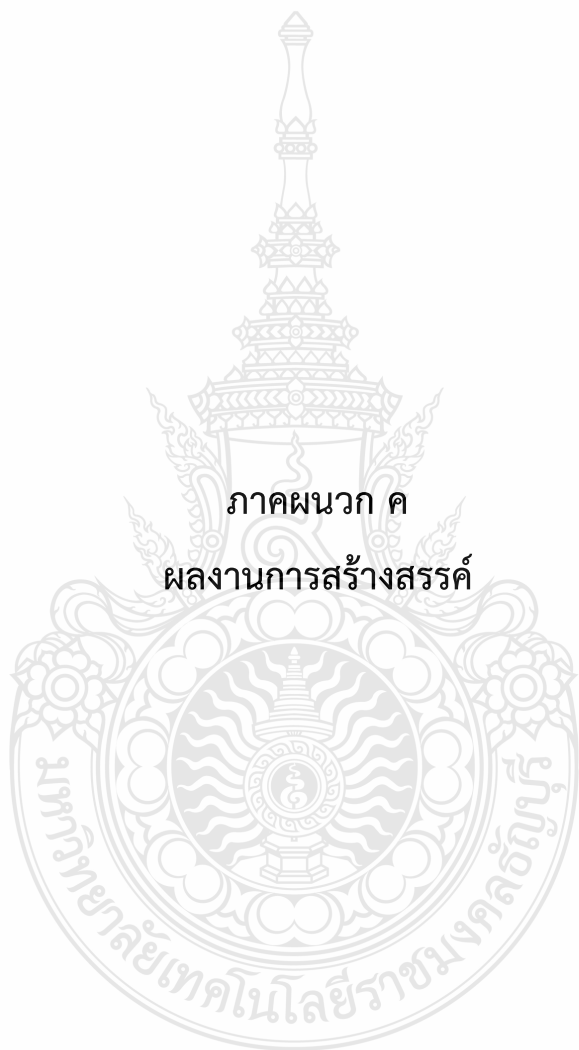 ภาคผนวก ค
ผลงานการสร้างสรรค์
มหาวิทยาลัยเทคโนโลยีราชมงคลธัญบุรี